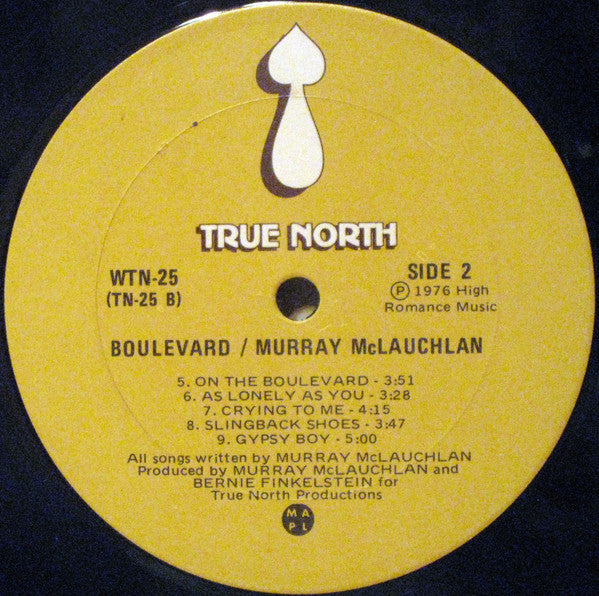 TRUE NORTH
WTN-25
(TN-25 B)
SIDE 2
Ⓟ 1976 High
Romance Music
BOULEVARD / MURRAY McLAUCHLAN
5. ON THE BOULEVARD - 3:51
6. AS LONELY AS YOU - 3:28
7. CRYING TO ME - 4:15
8. SLINGBACK SHOES - 3:47
9. GYPSY BOY - 5:00
All songs written by MURRAY McLAUCHLAN
Produced by MURRAY McLAUCHLAN and
BERNIE FINKELSTEIN for
True North Productions
M A
P L